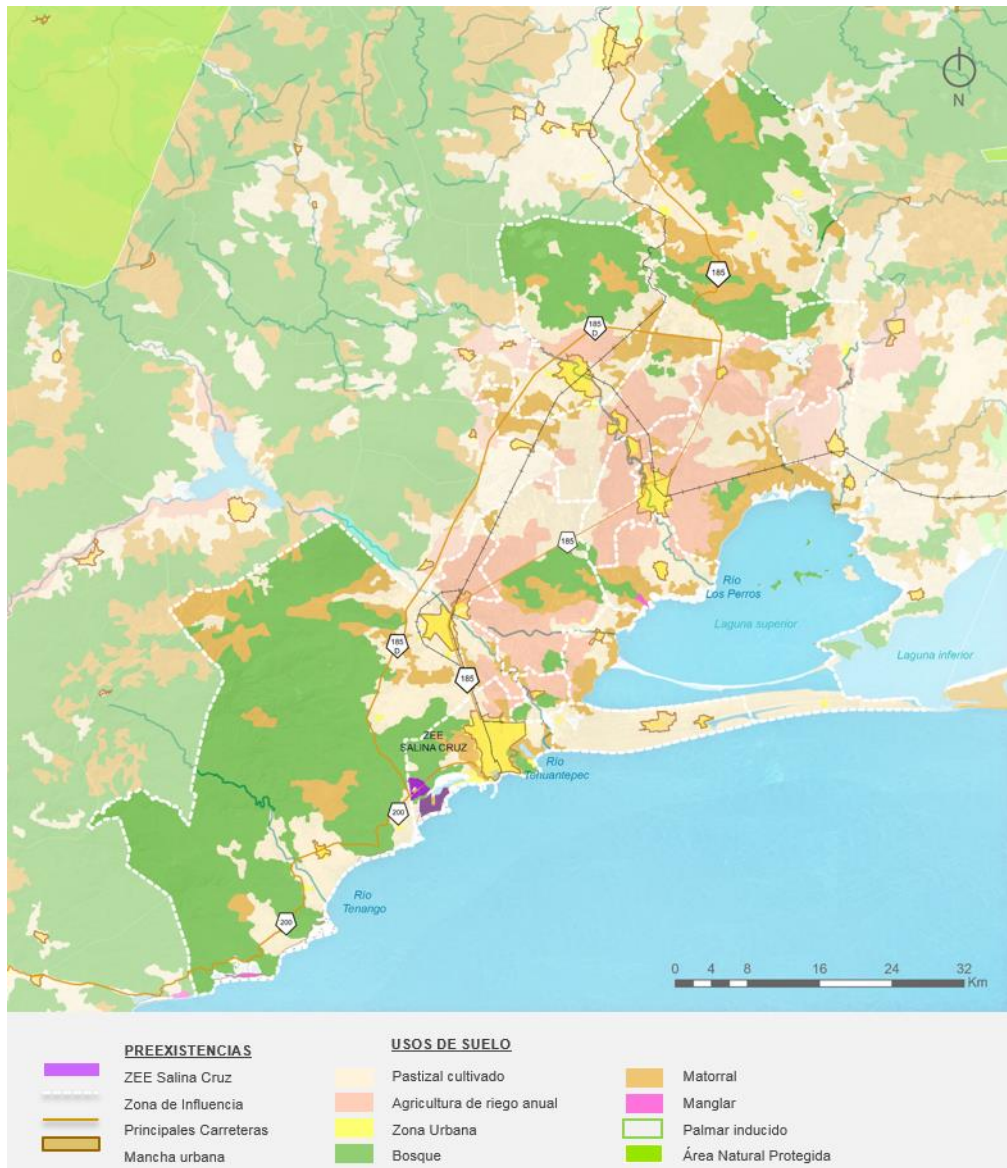 N
185
185
D
Río
Los Perros
185
Laguna superior
Laguna inferior
185
D
185
ZEE
SALINA CRUZ
Río
Tehuantepec
200
Río
Tenango
200
0 4 8 16 24 32
Km
PREEXISTENCIAS
ZEE Salina Cruz
Zona de Influencia
Principales Carreteras
Mancha urbana
USOS DE SUELO
Pastizal cultivado
Agricultura de riego anual
Zona Urbana
Bosque
Matorral
Manglar
Palmar inducido
Área Natural Protegida